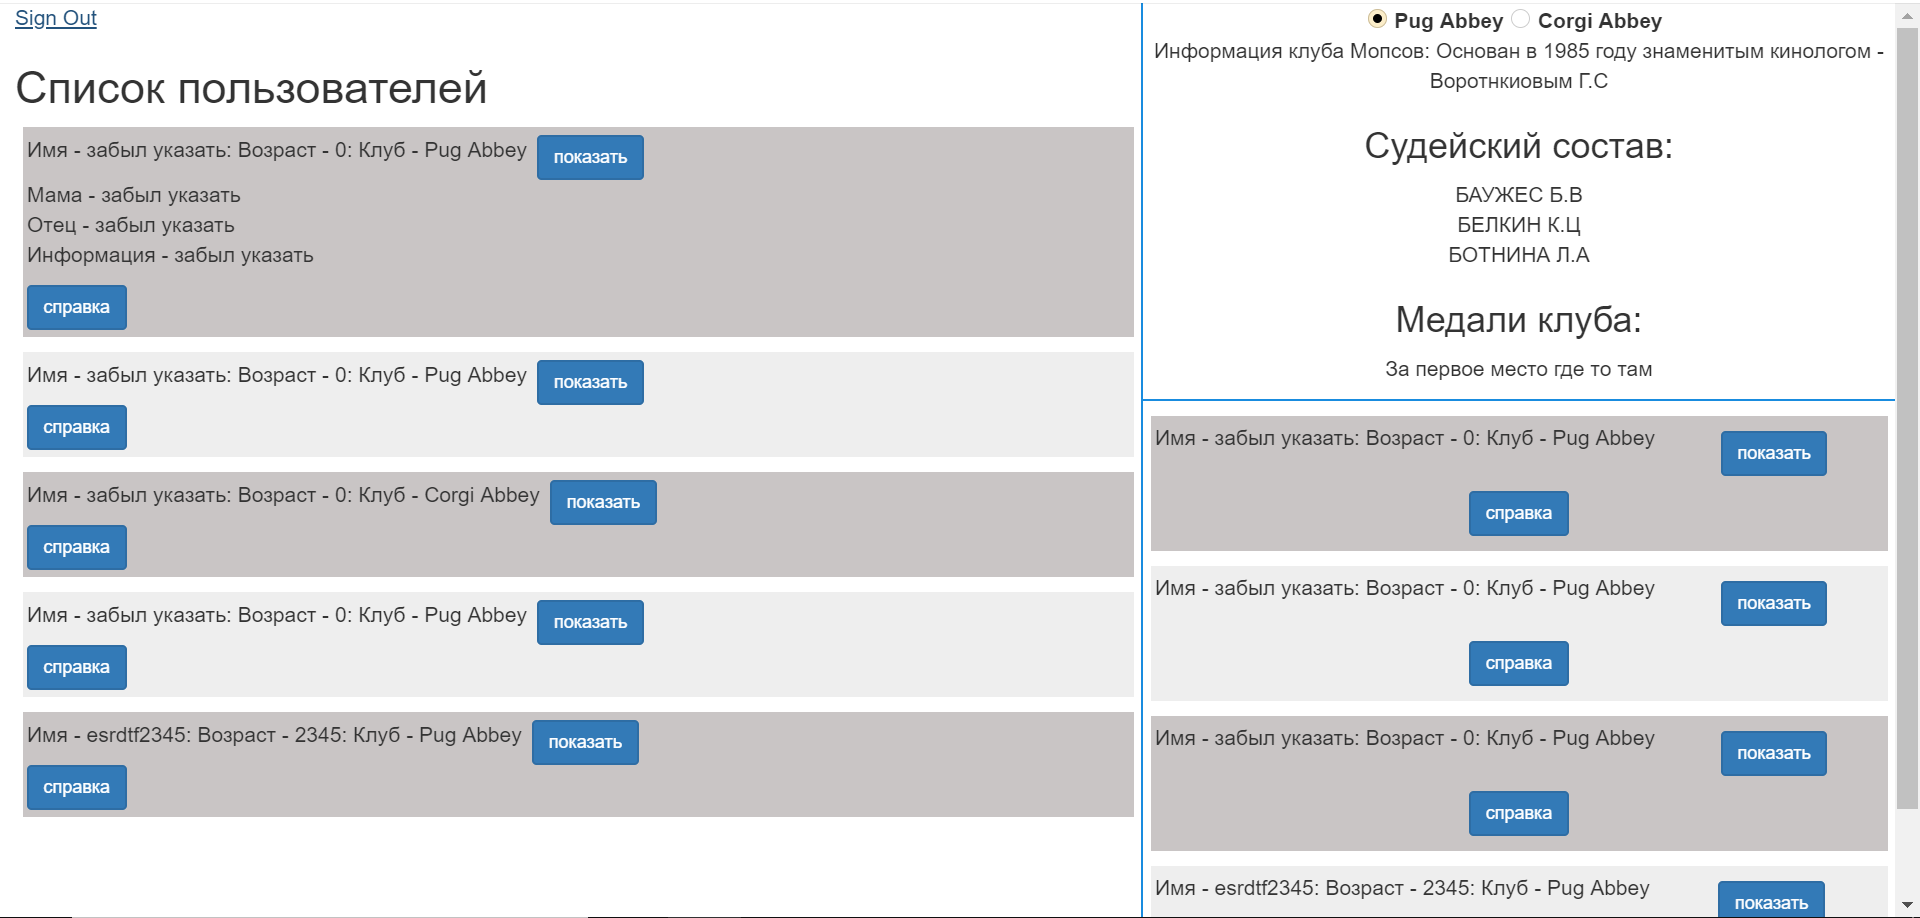 Sign Out
Список пользователей
Имя - забыл указать: Возраст - 0: Клуб - Pug Abbey показать
Мама - забыл указать
Отец - забыл указать
Информация - забыл указать
справка
Имя - забыл указать: Возраст - 0: Клуб - Pug Abbey показать
справка
Имя - забыл указать: Возраст - 0: Клуб - Corgi Abbey показать
справка
Имя - забыл указать: Возраст - 0: Клуб - Pug Abbey показать
справка
Имя - esrdtf2345: Возраст - 2345: Клуб - Pug Abbey показать
справка
Pug Abbey Corgi Abbey
Информация клуба Мопсов: Основан в 1985 году знаменитым кинологом -
Воротнкиовым Г.С
Судейский состав:
БАУЖЕС Б.В
БЕЛКИН К.Ц
БОТНИНА Л.А
Медали клуба:
За первое место где то там
Имя - забыл указать: Возраст - 0: Клуб - Pug Abbey показать
справка
Имя - забыл указать: Возраст - 0: Клуб - Pug Abbey показать
справка
Имя - забыл указать: Возраст - 0: Клуб - Pug Abbey показать
справка
Имя - esrdtf2345: Возраст - 2345: Клуб - Pug Abbey показать